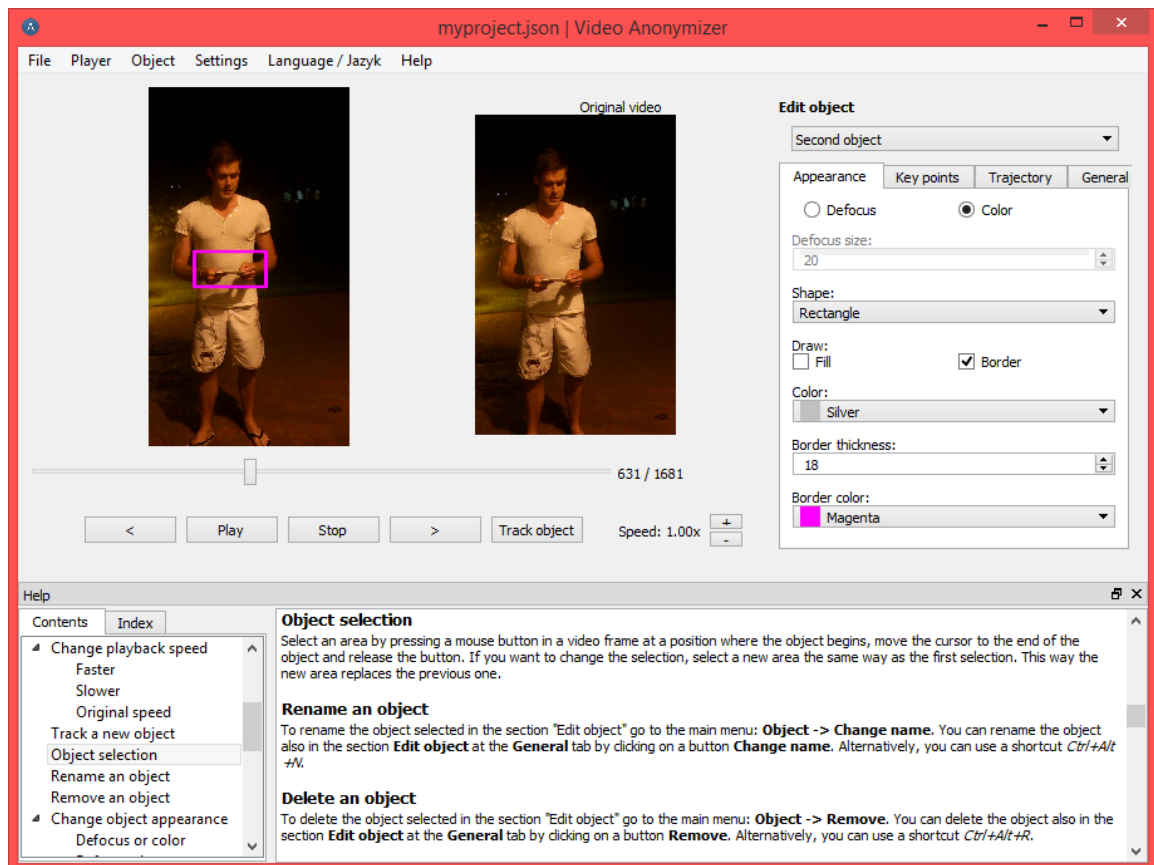 myproject.json | Video Anonymizer
File Player Object Settings Language / Jazyk Help
Original video
Edit object
Second object
Appearance Key points Trajectory General
Defocus Color
Defocus size:
20
Shape:
Rectangle
Draw:
Fill Border
Color:
Silver
Border thickness:
18
Border color:
Magenta
631 / 1681
< Play Stop > Track object Speed: 1.00x + -
Help
Contents Index
Change playback speed
Faster
Slower
Original speed
Track a new object
Object selection
Rename an object
Remove an object
Change object appearance
Defocus or color
Object selection
Select an area by pressing a mouse button in a video frame at a position where the object begins, move the cursor to the end of the
object and release the button. If you want to change the selection, select a new area the same way as the first selection. This way the
new area replaces the previous one.
Rename an object
To rename the object selected in the section "Edit object" go to the main menu: Object -> Change name. You can rename the object
also in the section Edit object at the General tab by clicking on a button Change name. Alternatively, you can use a shortcut Ctrl+Alt
+N.
Delete an object
To delete the object selected in the section "Edit object" go to the main menu: Object -> Remove. You can delete the object also in the
section Edit object at the General tab by clicking on a button Remove. Alternatively, you can use a shortcut Ctrl+Alt+R.